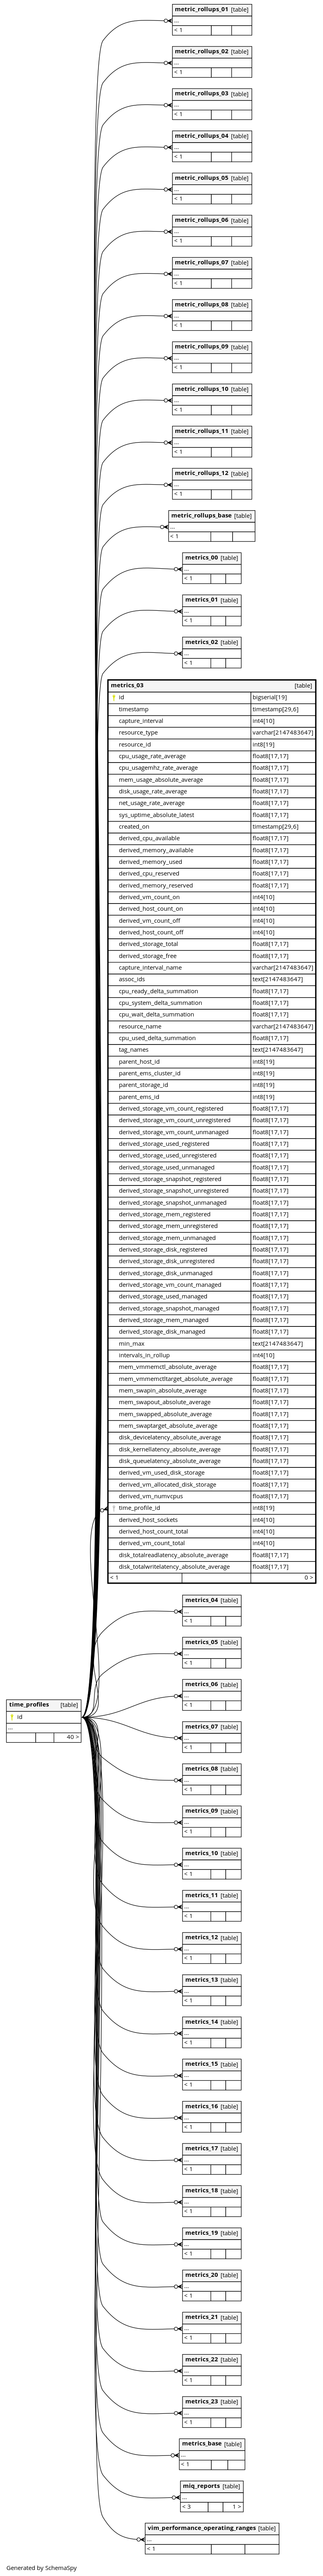 metrics_rollups_01 [table]
...
< 1
metric_rollups_02 [table]
...
< 1
metric_rollups_03 [table]
...
< 1
metric_rollups_04 [table]
...
< 1
metric_rollups_05 [table]
...
< 1
metric_rollups_06 [table]
...
< 1
metric_rollups_07 [table]
...
< 1
metric_rollups_08 [table]
...
< 1
metric_rollups_09 [table]
...
< 1
metric_rollups_10 [table]
...
< 1
metric_rollups_11 [table]
...
< 1
metric_rollups_12 [table]
...
< 1
metric_rollups_base [table]
...
< 1
metrics_00 [table]
...
< 1
metrics_01 [table]
...
< 1
metrics_02 [table]
...
< 1
metrics_03 [table]
id bigserial[19]
timestamp timestamp[29,6]
capture_interval int4[10]
resource_type varchar[2147483647]
resource_id int8[19]
cpu_usage_rate_average float8[17,17]
cpu_usagemhz_rate_average float8[17,17]
mem_usage_absolute_average float8[17,17]
disk_usage_rate_average float8[17,17]
net_usage_rate_average float8[17,17]
sys_uptime_absolute_latest float8[17,17]
created_on timestamp[29,6]
derived_cpu_available float8[17,17]
derived_memory_available float8[17,17]
derived_memory_used float8[17,17]
derived_cpu_reserved float8[17,17]
derived_memory_reserved float8[17,17]
derived_vm_count_on int4[10]
derived_host_count_on int4[10]
derived_vm_count_off int4[10]
derived_host_count_off int4[10]
derived_storage_total float8[17,17]
derived_storage_free float8[17,17]
capture_interval_name varchar[2147483647]
assoc_ids text[2147483647]
cpu_ready_delta_summation float8[17,17]
cpu_system_delta_summation float8[17,17]
cpu_wait_delta_summation float8[17,17]
resource_name varchar[2147483647]
cpu_used_delta_summation float8[17,17]
tag_names text[2147483647]
parent_host_id int8[19]
parent_ems_cluster_id int8[19]
parent_storage_id int8[19]
parent_ems_id int8[19]
derived_storage_vm_count_registered float8[17,17]
derived_storage_vm_count_unregistered float8[17,17]
derived_storage_vm_count_unmanaged float8[17,17]
derived_storage_used_registered float8[17,17]
derived_storage_used_unregistered float8[17,17]
derived_storage_used_unmanaged float8[17,17]
derived_storage_snapshot_registered float8[17,17]
derived_storage_snapshot_unregistered float8[17,17]
derived_storage_snapshot_unmanaged float8[17,17]
derived_storage_mem_registered float8[17,17]
derived_storage_mem_unregistered float8[17,17]
derived_storage_mem_unmanaged float8[17,17]
derived_storage_disk_registered float8[17,17]
derived_storage_disk_unregistered float8[17,17]
derived_storage_disk_unmanaged float8[17,17]
derived_storage_vm_count_managed float8[17,17]
derived_storage_used_managed float8[17,17]
derived_storage_snapshot_managed float8[17,17]
derived_storage_mem_managed float8[17,17]
derived_storage_disk_managed float8[17,17]
min_max text[2147483647]
intervals_in_rollup int4[10]
mem_vmmemctl_absolute_average float8[17,17]
mem_vmmemctltarget_absolute_average float8[17,17]
mem_swapin_absolute_average float8[17,17]
mem_swapout_absolute_average float8[17,17]
mem_swapped_absolute_average float8[17,17]
mem_swaptarget_absolute_average float8[17,17]
disk_devicelatency_absolute_average float8[17,17]
disk_kernellatency_absolute_average float8[17,17]
disk_queuelatency_absolute_average float8[17,17]
derived_vm_used_disk_storage float8[17,17]
derived_vm_allocated_disk_storage float8[17,17]
derived_vm_numvcpus float8[17,17]
time_profile_id int8[19]
derived_host_sockets int4[10]
derived_host_count_total int4[10]
derived_vm_count_total int4[10]
disk_totalreadlatency_absolute_average float8[17,17]
disk_totalwritelatency_absolute_average float8[17,17]
< 1 0 >
metrics_04 [table]
...
< 1
metrics_05 [table]
...
< 1
metrics_06 [table]
...
< 1
time_profiles [table]
id
...
40 >
metrics_07 [table]
...
< 1
metrics_08 [table]
...
< 1
metrics_09 [table]
...
< 1
metrics_10 [table]
...
< 1
metrics_11 [table]
...
< 1
metrics_12 [table]
...
< 1
metrics_13 [table]
...
< 1
metrics_14 [table]
...
< 1
metrics_15 [table]
...
< 1
metrics_16 [table]
...
< 1
metrics_17 [table]
...
< 1
metrics_18 [table]
...
< 1
metrics_19 [table]
...
< 1
metrics_20 [table]
...
< 1
metrics_21 [table]
...
< 1
metrics_22 [table]
...
< 1
metrics_23 [table]
...
< 1
metrics_base [table]
...
< 1
miq_reports [table]
...
< 3 1 >
vim_performance_operating_ranges [table]
...
< 1
Generated by SchemaSpy